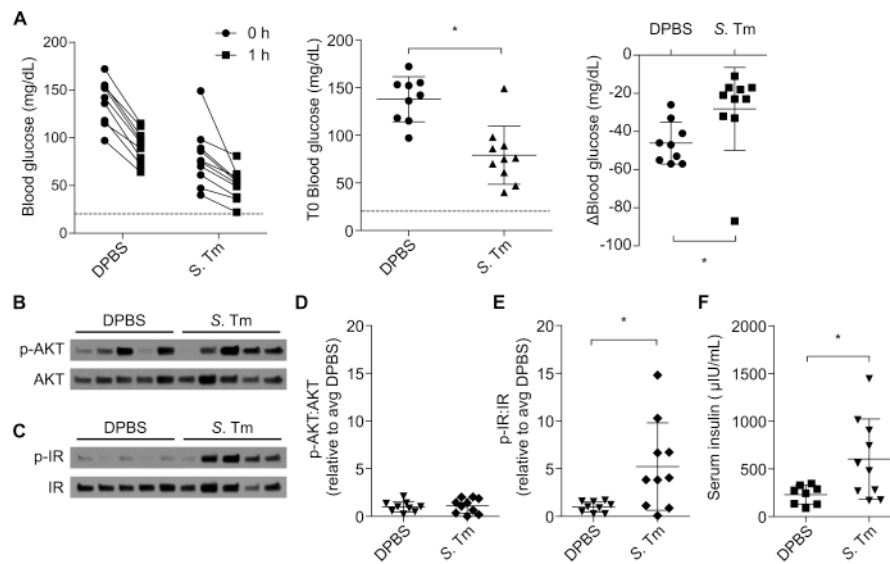 A
● 0 h
■ 1 h
Blood glucose (mg/dL)
200
150
100
50
0
DPBS
S. Tm
T0 Blood glucose (mg/dL)
200
150
100
50
0
*
DPBS
S. Tm
DPBS
S. Tm
ΔBlood glucose (mg/dL)
0
-20
-40
-60
-80
-100
*
B
DPBS
S. Tm
p-AKT
AKT
C
DPBS
S. Tm
p-IR
IR
D
p-AKT:AKT
(relative to avg DPBS)
20
15
10
5
0
DPBS
S. Tm
E
p-IR:IR
(relative to avg DPBS)
20
15
10
5
0
*
DPBS
S. Tm
F
Serum insulin ( µIU/mL)
2000
1500
1000
500
0
*
DPBS
S. Tm